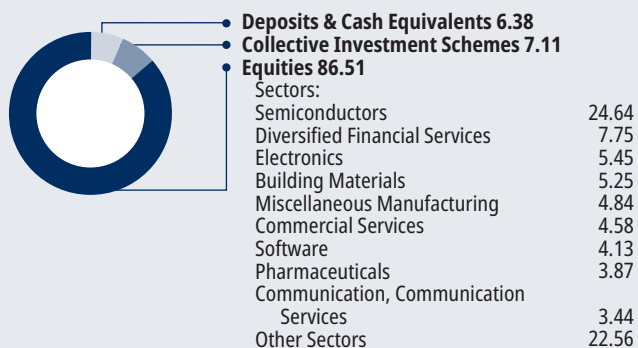 Deposits & Cash Equivalents 6.38
Collective Investment Schemes 7.11
Equities 86.51
Sectors:
Semiconductors 24.64
Diversified Financial Services 7.75
Electronics 5.45
Building Materials 5.25
Miscellaneous Manufacturing 4.84
Commercial Services 4.58
Software 4.13
Pharmaceuticals 3.87
Communication, Communication
Services 3.44
Other Sectors 22.56